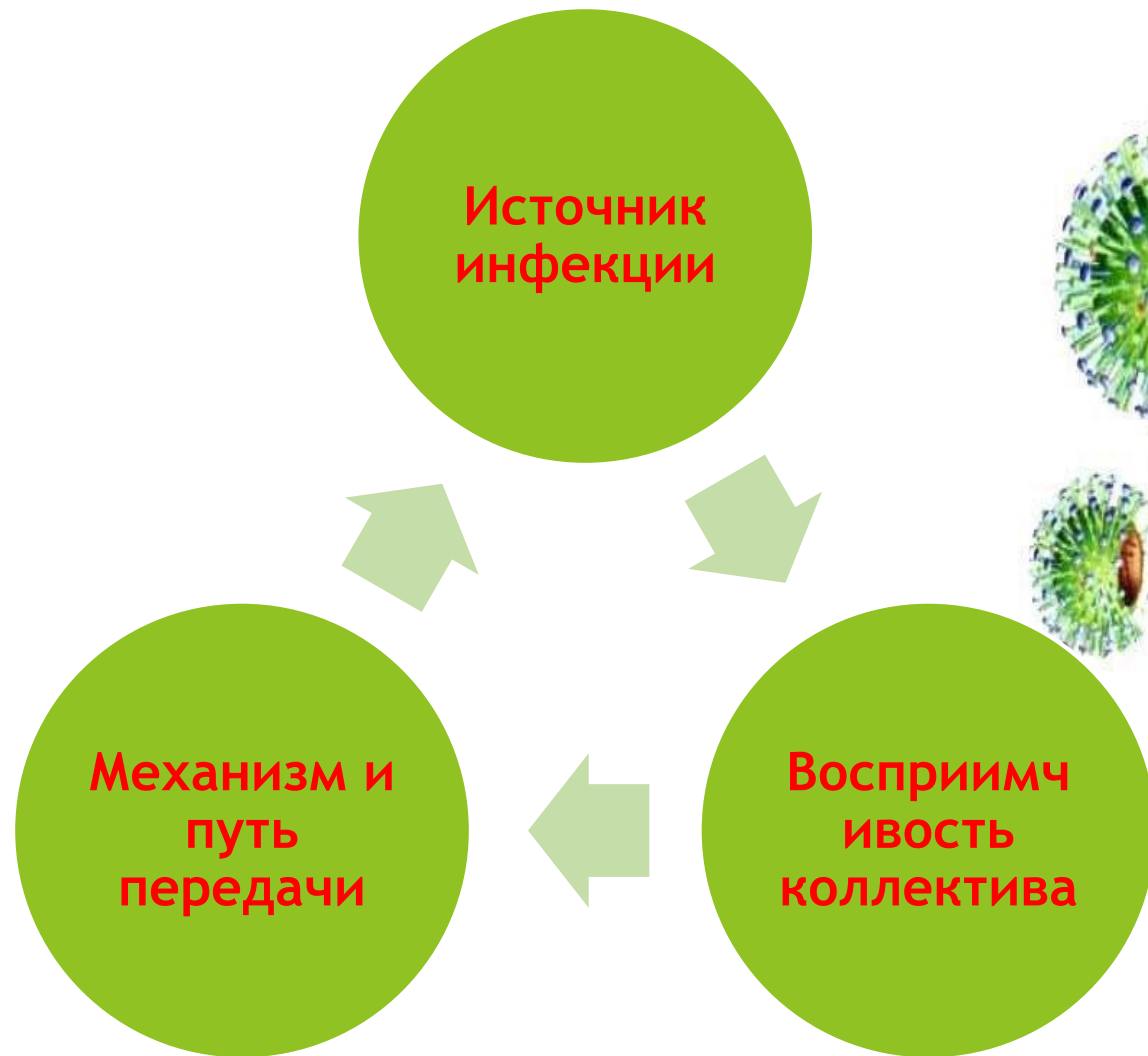 Источник
инфекции
Механизм и
путь
передачи
Восприимч
ивость
коллектива